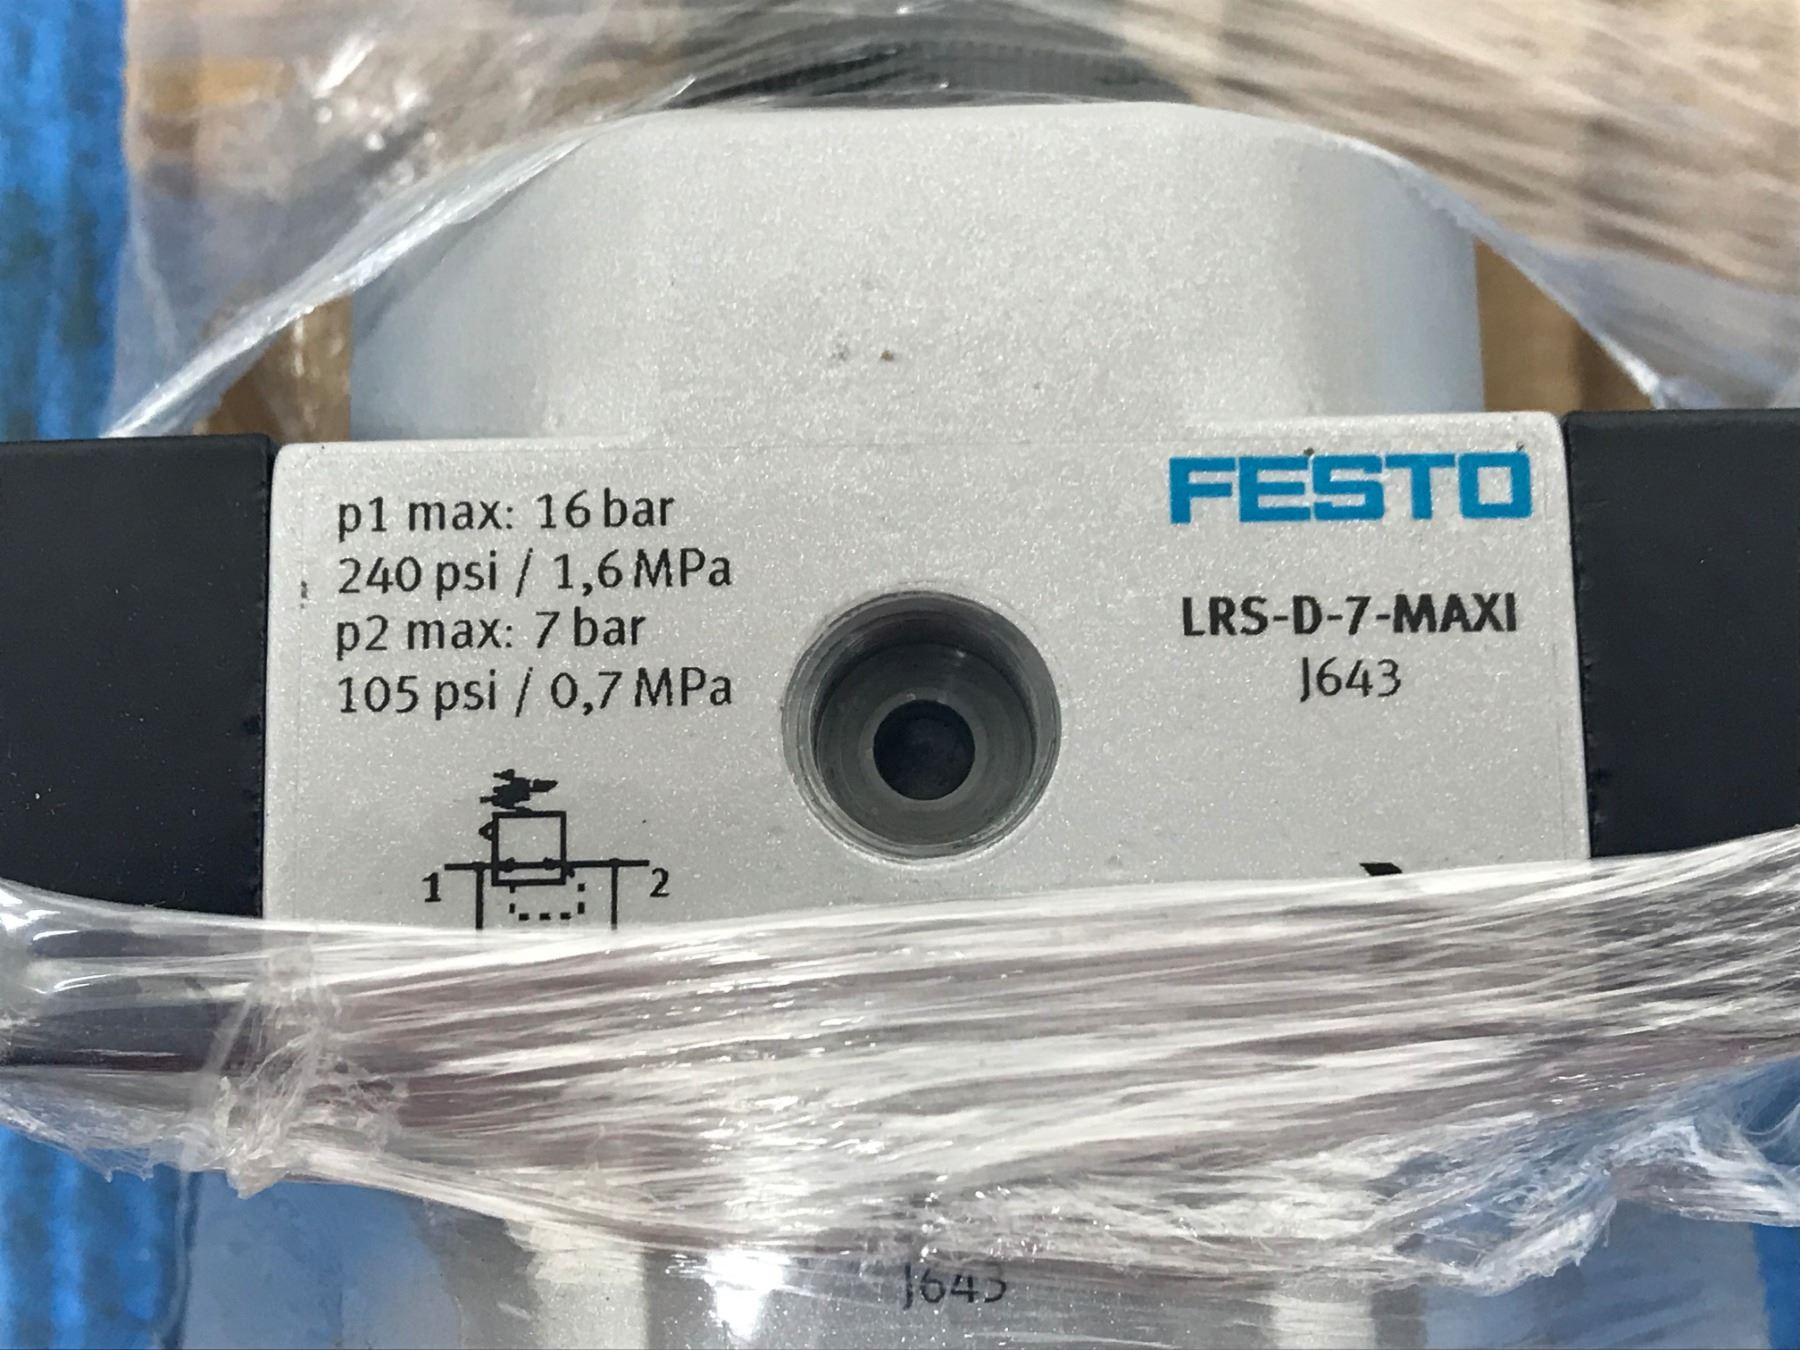 p1 max: 16 bar
240 psi / 1,6 MPa
p2 max: 7 bar
105 psi / 0,7 MPa
FESTO
LRS-D-7-MAXI
J643
1 2
J643